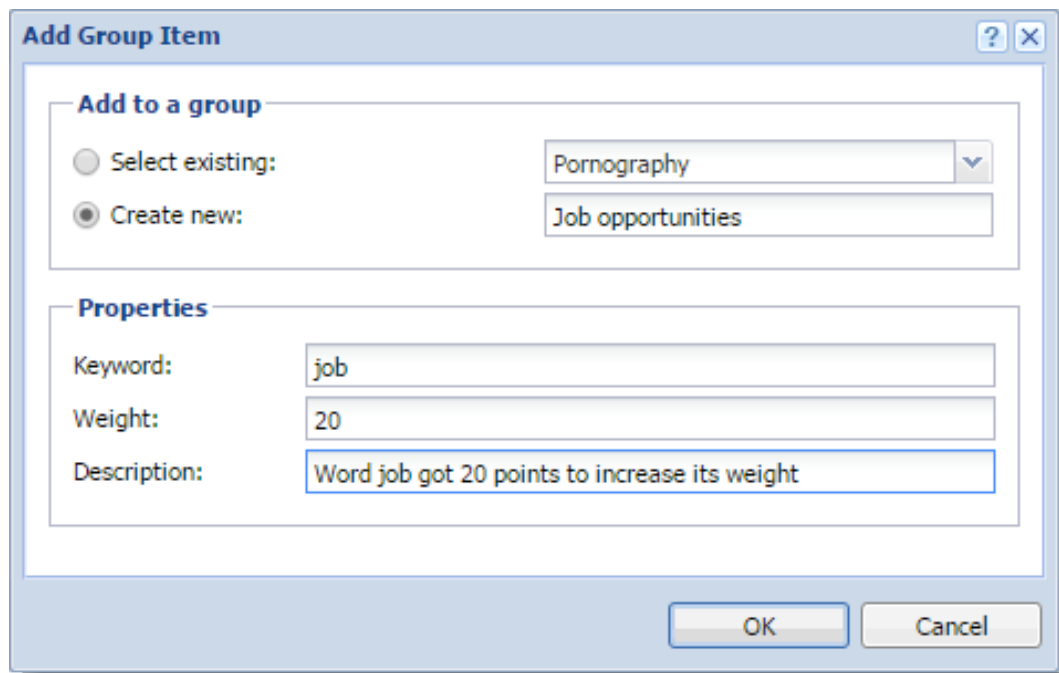 Add Group Item
?
Add to a group
Select existing: Pornography
Create new: Job opportunities
Properties
Keyword: job
Weight: 20
Description: Word job got 20 points to increase its weight
OK Cancel